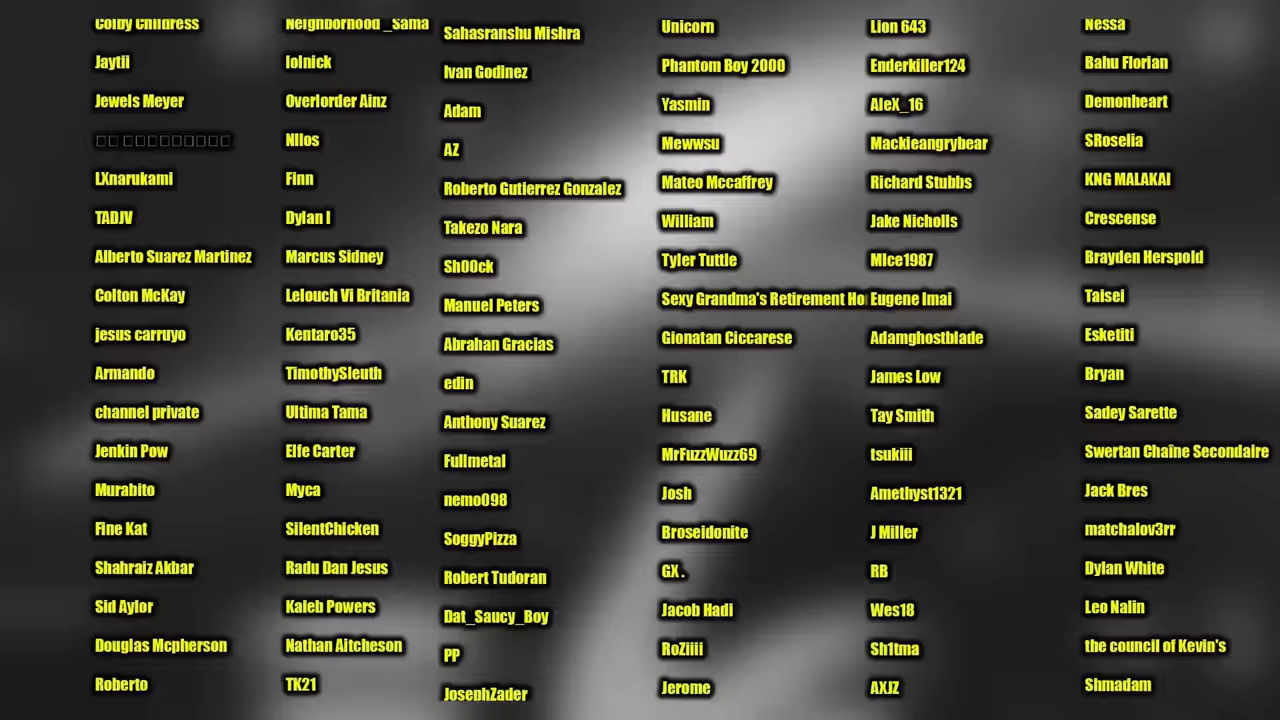 Colby Childress
Jaytii
Jewels Meyer
LXnarukami
TADJV
Alberto Suarez Martinez
Colton McKay
jesus carruyo
Armando
channel private
Jenkin Pow
Murabito
Fine Kat
Shahraiz Akbar
Sid Aylor
Douglas Mcpherson
Roberto
Neighborhood _Sama
lolnick
Overlorder Ainz
Nilos
Finn
Dylan I
Marcus Sidney
Lelouch Vi Britania
Kentaro35
TimothySleuth
Ultima Tama
Elfe Carter
Myca
SilentChicken
Radu Dan Jesus
Kaleb Powers
Nathan Aitcheson
TK21
Sahasranshu Mishra
Ivan Godinez
Adam
AZ
Roberto Gutierrez Gonzalez
Takezo Nara
Sh00ck
Manuel Peters
Abrahan Gracias
edin
Anthony Suarez
Fullmetal
nemo098
SoggyPizza
Robert Tudoran
Dat_Saucy_Boy
PP
JosephZader
Unicorn
Phantom Boy 2000
Yasmin
Mewwsu
Mateo Mccaffrey
William
Tyler Tuttle
Sexy Grandma's Retirement Ho
Gionatan Ciccarese
TRK
Husane
MrFuzzWuzz69
Josh
Broseidonite
GX .
Jacob Hadi
RoZiiii
Jerome
Lion 643
Enderkiller124
AleX_16
Mackieangrybear
Richard Stubbs
Jake Nicholls
Mice1987
Eugene Imai
Adamghostblade
James Low
Tay Smith
tsukiii
Amethyst1321
J Miller
RB
Wes18
Sh1tma
AXJZ
Nessa
Bahu Florian
Demonheart
SRoselia
KNG MALAKAI
Crescense
Brayden Herspold
Taisei
Esketiti
Bryan
Sadey Sarette
Swertan Chaîne Secondaire
Jack Bres
matchalov3rr
Dylan White
Leo Nalin
the council of Kevin's
Shmadam